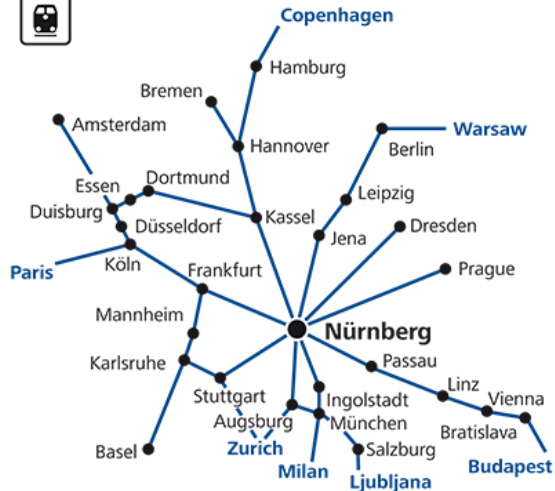 Copenhagen
Hamburg
Bremen
Amsterdam
Hannover
Warsaw
Berlin
Essen
Dortmund
Leipzig
Duisburg
Düsseldorf
Kassel
Dresden
Jena
Köln
Paris
Frankfurt
Prague
Mannheim
Nürnberg
Karlsruhe
Passau
Stuttgart
Ingolstadt
Linz
Vienna
Augsburg
München
Bratislava
Basel
Zurich
Salzburg
Milan
Budapest
Ljubljana